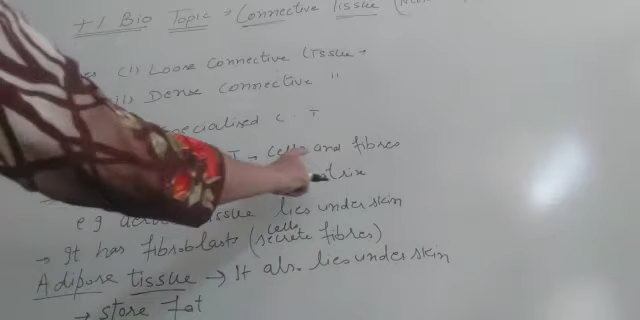 +1 Bio Topic * Connective Tissue
(i) Loose Connective Tissue +
(ii) Dense Connective "
Specialised C. T
T → cells and fibres
e.g tissue lies under skin
→ It has fibroblasts (cells secrete fibres)
Adipose tissue → It also lies under skin
→ store fat